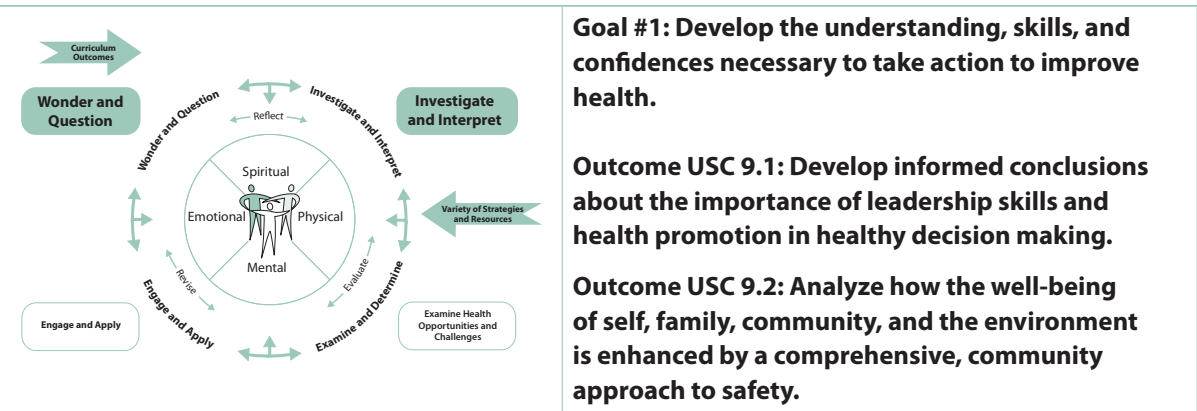 Curriculum
Outcomes
Wonder and
Question
Investigate
and Interpret
Wonder and Question
Investigate and Interpret
Reflect
Spiritual
Emotional
Physical
Mental
Variety of Strategies
and Resources
Revise
Evaluate
Engage and Apply
Examine and Determine
Engage and Apply
Examine Health
Opportunities and
Challenges
Goal #1: Develop the understanding, skills, and
confidences necessary to take action to improve
health.
Outcome USC 9.1: Develop informed conclusions
about the importance of leadership skills and
health promotion in healthy decision making.
Outcome USC 9.2: Analyze how the well-being
of self, family, community, and the environment
is enhanced by a comprehensive, community
approach to safety.